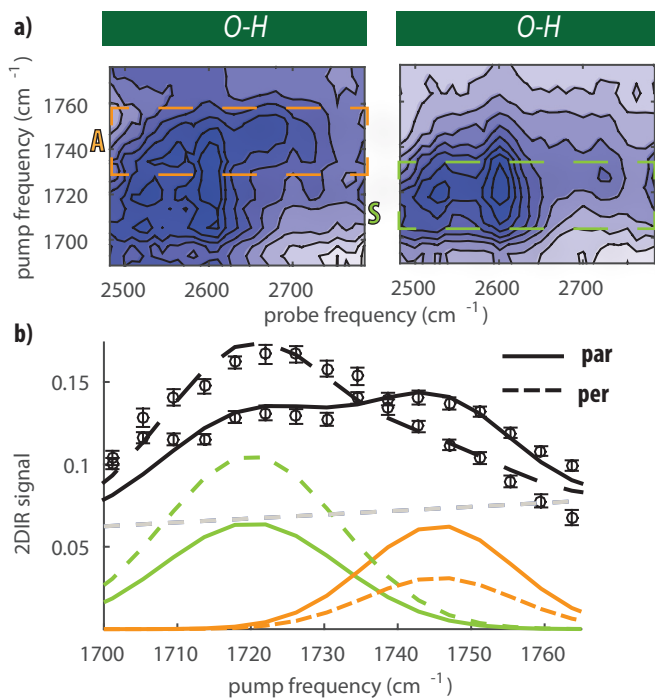 a)
O-H
O-H
pump frequency (cm -1)
1760
1740
1720
1700
A
S
2500 2600 2700
2500 2600 2700
probe frequency (cm -1)
b)
2DIR signal
0.15
0.1
0.05
par
per
1700 1710 1720 1730 1740 1750 1760
pump frequency (cm -1)